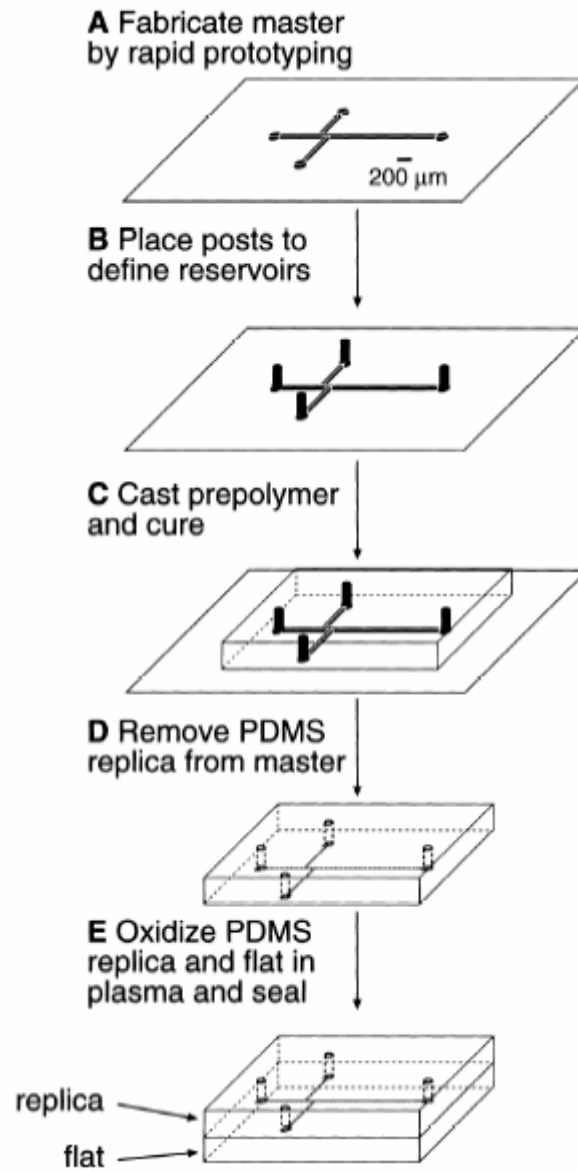 A Fabricate master
by rapid prototyping
200 μm
B Place posts to
define reservoirs
C Cast prepolymer
and cure
D Remove PDMS
replica from master
E Oxidize PDMS
replica and flat in
plasma and seal
replica
flat